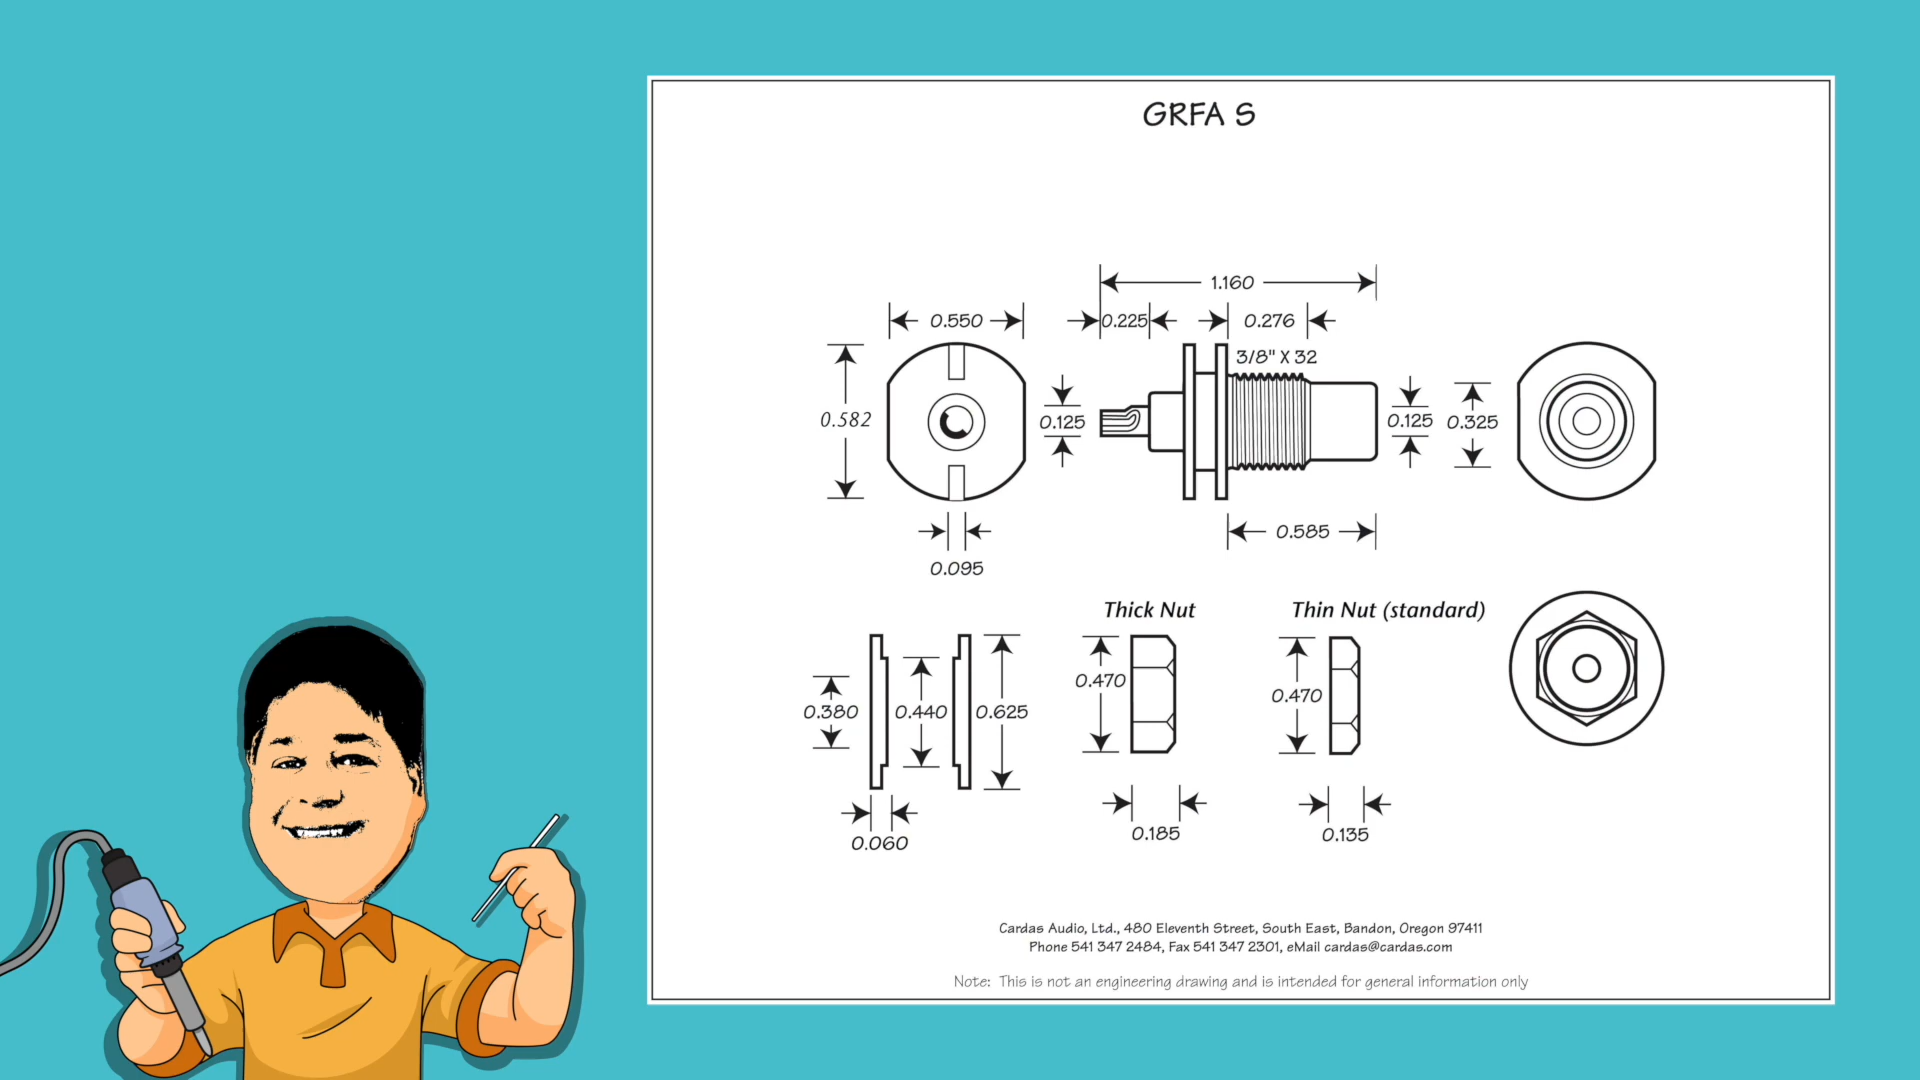 GRFA S
1.160
0.550
0.225
0.276
3/8" X 32
0.582
0.125
0.125
0.325
0.585
0.095
Thick Nut
Thin Nut (standard)
0.470
0.470
0.380
0.440
0.625
0.185
0.135
0.060
Cardas Audio, Ltd., 480 Eleventh Street, South East, Bandon, Oregon 97411
Phone 541 347 2484, Fax 541 347 2301, eMail cardas@cardas.com
Note: This is not an engineering drawing and is intended for general information only